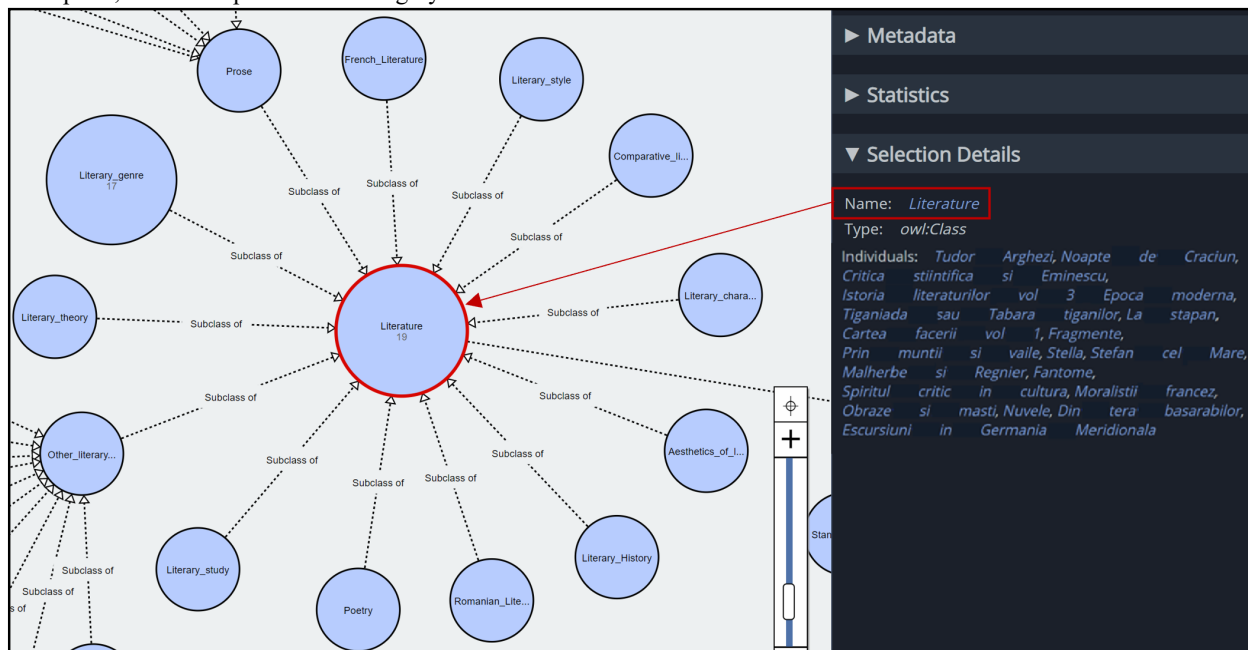 Prose
French_Literature
Literary_style
Comparative_li...
Literary_genre
17
Subclass of
Subclass of
Subclass of
Subclass of
Subclass of
Literary_theory
Subclass of
Literature
19
Subclass of
Literary_chara...
Other_literary...
Subclass of
Subclass of
Aesthetics_of_l...
Subclass of
Subclass of
Subclass of
Subclass of
Subclass of
Literary_study
Poetry
Romanian_Lite...
Literary_History
Stan
Subclass of
Subclass
of
s of
+
▶ Metadata
▶ Statistics
▼ Selection Details
Name: Literature
Type: owl:Class
Individuals: Tudor Arghezi, Noapte de Craciun,
Critica stiintifica si Eminescu,
Istoria literaturilor vol 3 Epoca moderna,
Tiganiada sau Tabara tiganilor, La stapan,
Cartea facerii vol 1, Fragmente,
Prin muntii si vaile, Stella, Stefan cel Mare,
Malherbe si Regnier, Fantome,
Spiritul critic in cultura, Moralistii francez,
Obraze si masti, Nuvele, Din tera basarabilor,
Escursiuni in Germania Meridionala